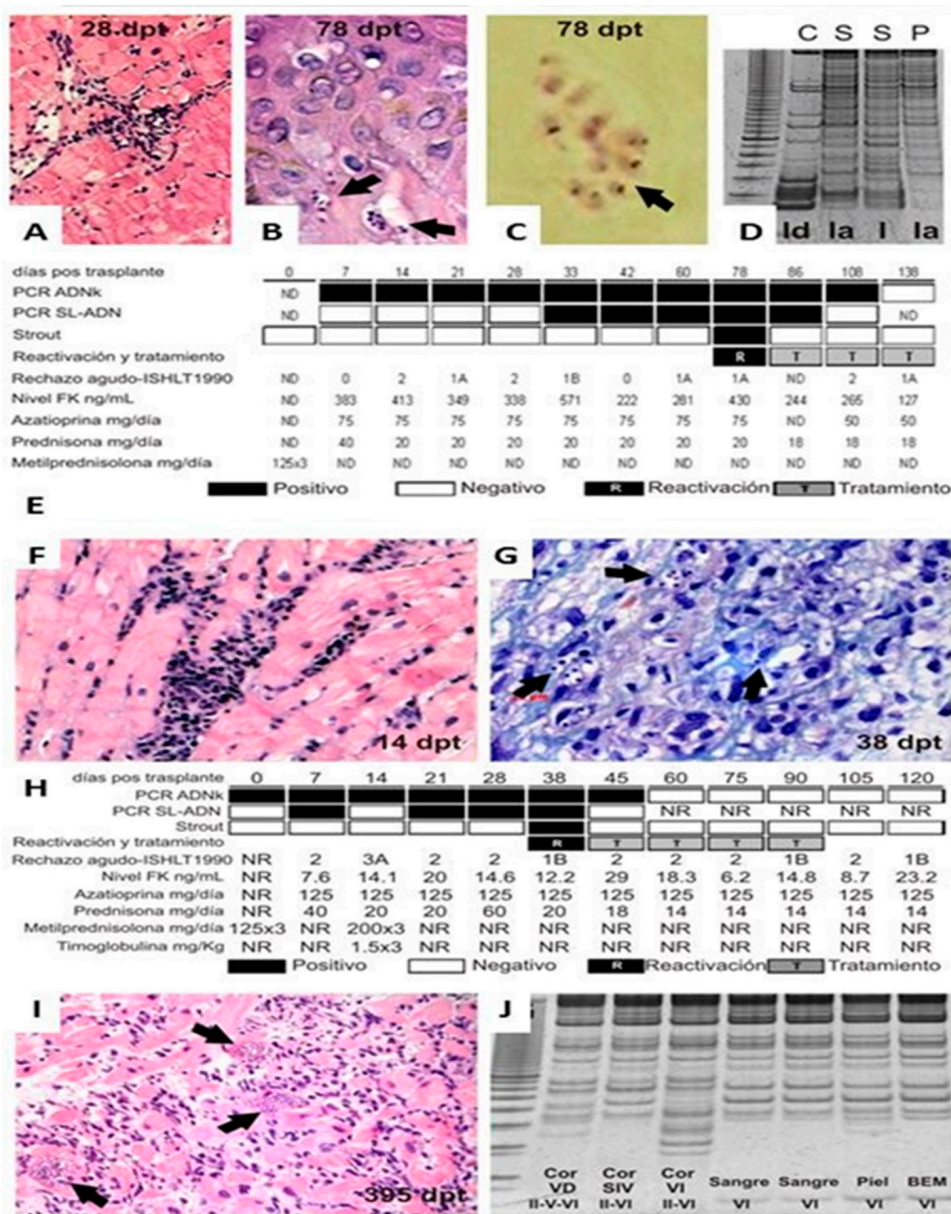 28 dpt
A
78 dpt
B
78 dpt
C
C S S P
D Id Ia I Ia
días pos trasplante 0 7 14 21 28 33 42 60 78 86 108 138
PCR ADNk ND
PCR SL-ADN ND ND
Strout
Reactivación y tratamiento R T T T
Rechazo agudo-ISHLT1990 ND 0 2 1A 2 1B 0 1A 1A ND 2 1A
Nivel FK ng/mL ND 383 413 349 338 571 222 281 430 244 265 127
Azatioprina mg/día ND 75 75 75 75 75 75 75 75 ND 50 50
Prednisona mg/día ND 40 20 20 20 20 20 20 20 18 18 18
Metilprednisolona mg/día 125x3 ND ND ND ND ND ND ND ND ND ND ND
Positivo Negativo R Reactivación T Tratamiento
E
F
14 dpt
G
38 dpt
H
días pos trasplante 0 7 14 21 28 38 45 60 75 90 105 120
PCR ADNk
PCR SL-ADN NR NR NR NR NR
Strout
Reactivación y tratamiento R T T T T
Rechazo agudo-ISHLT1990 NR 2 3A 2 2 1B 2 2 2 1B 2 1B
Nivel FK ng/mL NR 7.6 14.1 20 14.6 12.2 29 18.3 6.2 14.8 8.7 23.2
Azatioprina mg/día NR 125 125 125 125 125 125 125 125 125 125 125
Prednisona mg/día NR 40 20 20 60 20 18 14 14 14 14 14
Metilprednisolona mg/día 125x3 NR 200x3 NR NR NR NR NR NR NR NR NR
Timoglobulina mg/Kg NR NR 1.5x3 NR NR NR NR NR NR NR NR NR
Positivo Negativo R Reactivación T Tratamiento
I
395 dpt
J
Cor Cor Cor Sangre Sangre Piel BEM
VD SIV VI
II-V-VI II-VI II-VI VI VI VI VI